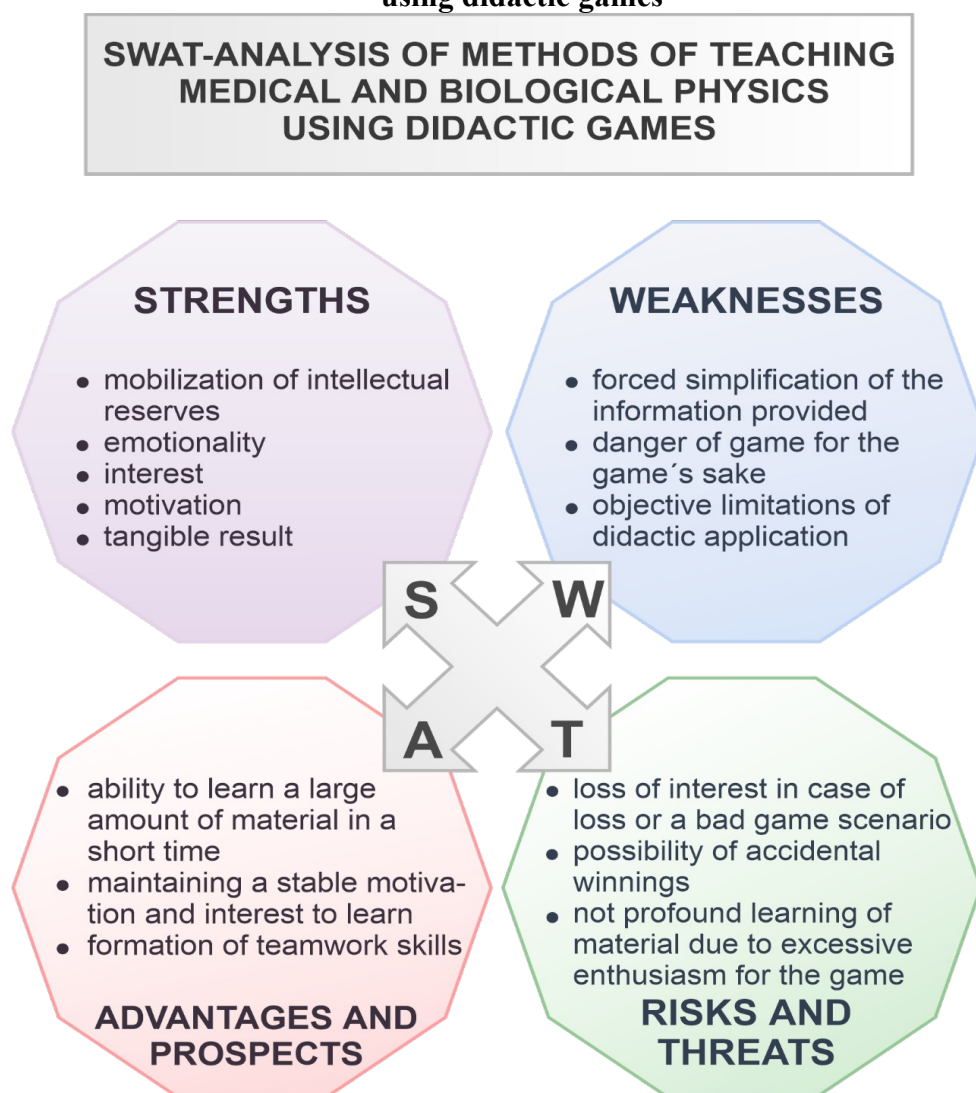 using didactic games
SWAT-ANALYSIS OF METHODS OF TEACHING
MEDICAL AND BIOLOGICAL PHYSICS
USING DIDACTIC GAMES
STRENGTHS
• mobilization of intellectual
reserves
• emotionality
• interest
• motivation
• tangible result
WEAKNESSES
• forced simplification of the
information provided
• danger of game for the
game´s sake
• objective limitations of
didactic application
S
W
A
T
• ability to learn a large
amount of material in a
short time
• maintaining a stable motiva-
tion and interest to learn
• formation of teamwork skills
ADVANTAGES AND
PROSPECTS
• loss of interest in case of
loss or a bad game scenario
• possibility of accidental
winnings
• not profound learning of
material due to excessive
enthusiasm for the game
RISKS AND
THREATS